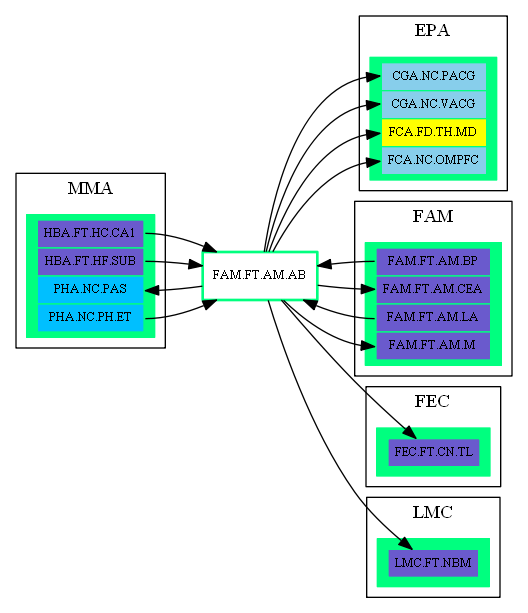 MMA
HBA.FT.HC.CA1
HBA.FT.HF.SUB
PHA.NC.PAS
PHA.NC.PH.ET
FAM.FT.AM.AB
EPA
CGA.NC.PACG
CGA.NC.VACG
FCA.FD.TH.MD
FCA.NC.OMPFC
FAM
FAM.FT.AM.BP
FAM.FT.AM.CEA
FAM.FT.AM.LA
FAM.FT.AM.M
FEC
FEC.FT.CN.TL
LMC
LMC.FT.NBM